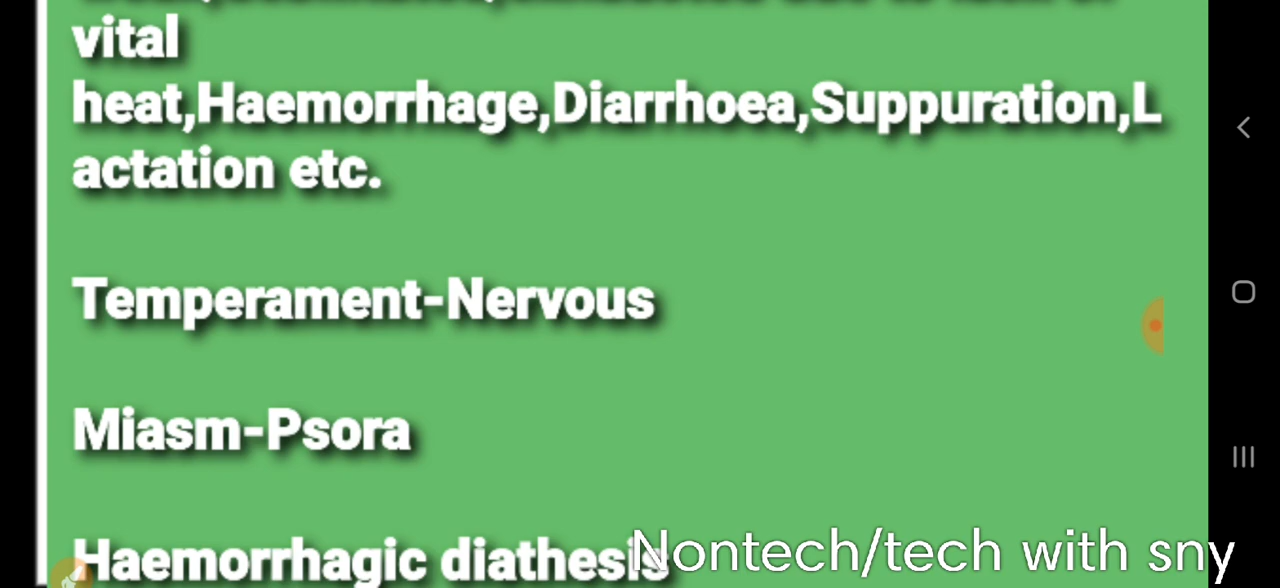 vital
heat,Haemorrhage,Diarrhoea,Suppuration,L
actation etc.
Temperament-Nervous
Miasm-Psora
Haemorrhagic diathesis
Nontech/tech with sny